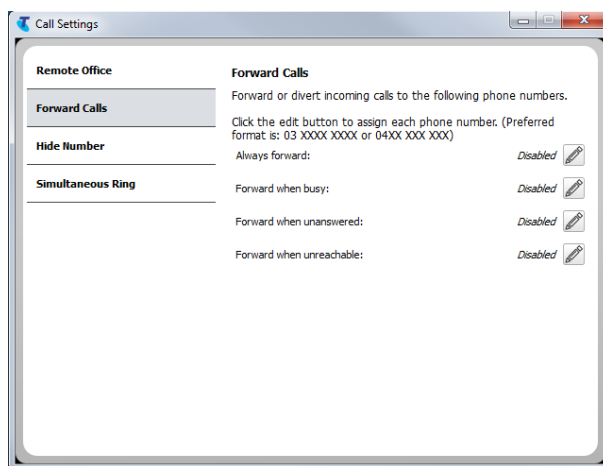 Call Settings
Remote Office
Forward Calls
Hide Number
Simultaneous Ring
Forward Calls
Forward or divert incoming calls to the following phone numbers.
Click the edit button to assign each phone number. (Preferred
format is: 03 XXXX XXXX or 04XX XXX XXX)
Always forward: Disabled
Forward when busy: Disabled
Forward when unanswered: Disabled
Forward when unreachable: Disabled